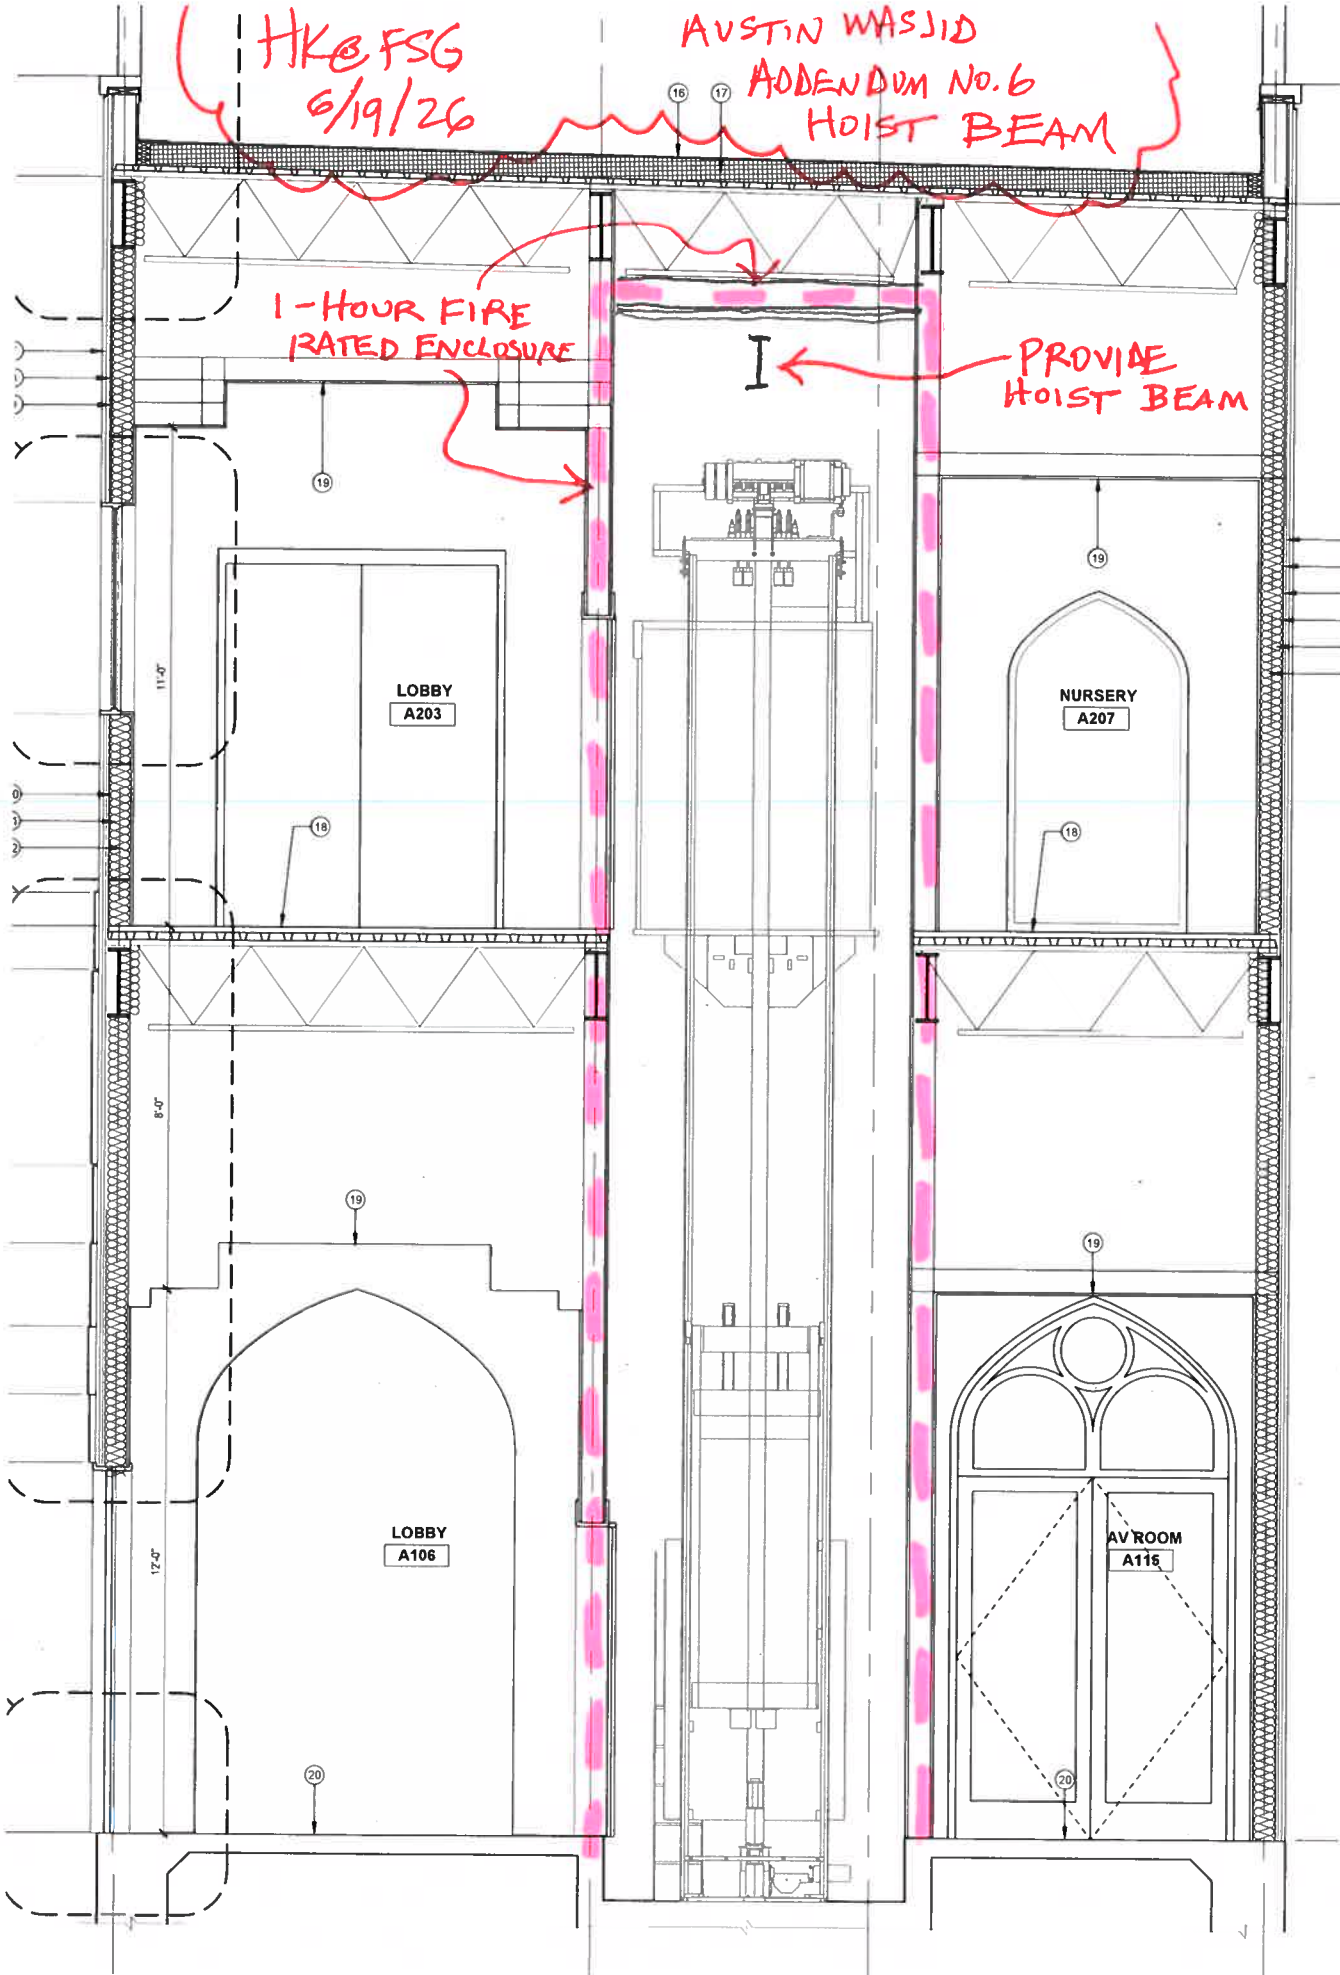 HK@FSG
6/19/26
AUSTIN MASJID
ADDENDUM NO.6
HOIST BEAM
16
17
1-HOUR FIRE
RATED ENCLOSURE
PROVIDE
HOIST BEAM
19
19
11'-0"
LOBBY
A203
NURSERY
A207
18
18
8'-0"
19
19
12'-0"
LOBBY
A106
AV ROOM
A115
20
20